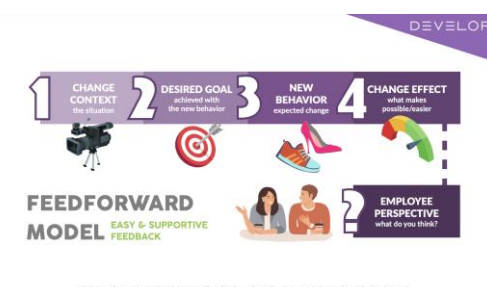 DEVELOP
1 CHANGE
CONTEXT
the situation
2 DESIRED GOAL
achieved with
the new behavior
3 NEW
BEHAVIOR
expected change
4 CHANGE EFFECT
what makes
possible/easier
FEEDFORWARD
MODEL EASY & SUPPORTIVE
FEEDBACK
? EMPLOYEE
PERSPECTIVE
what do you think?